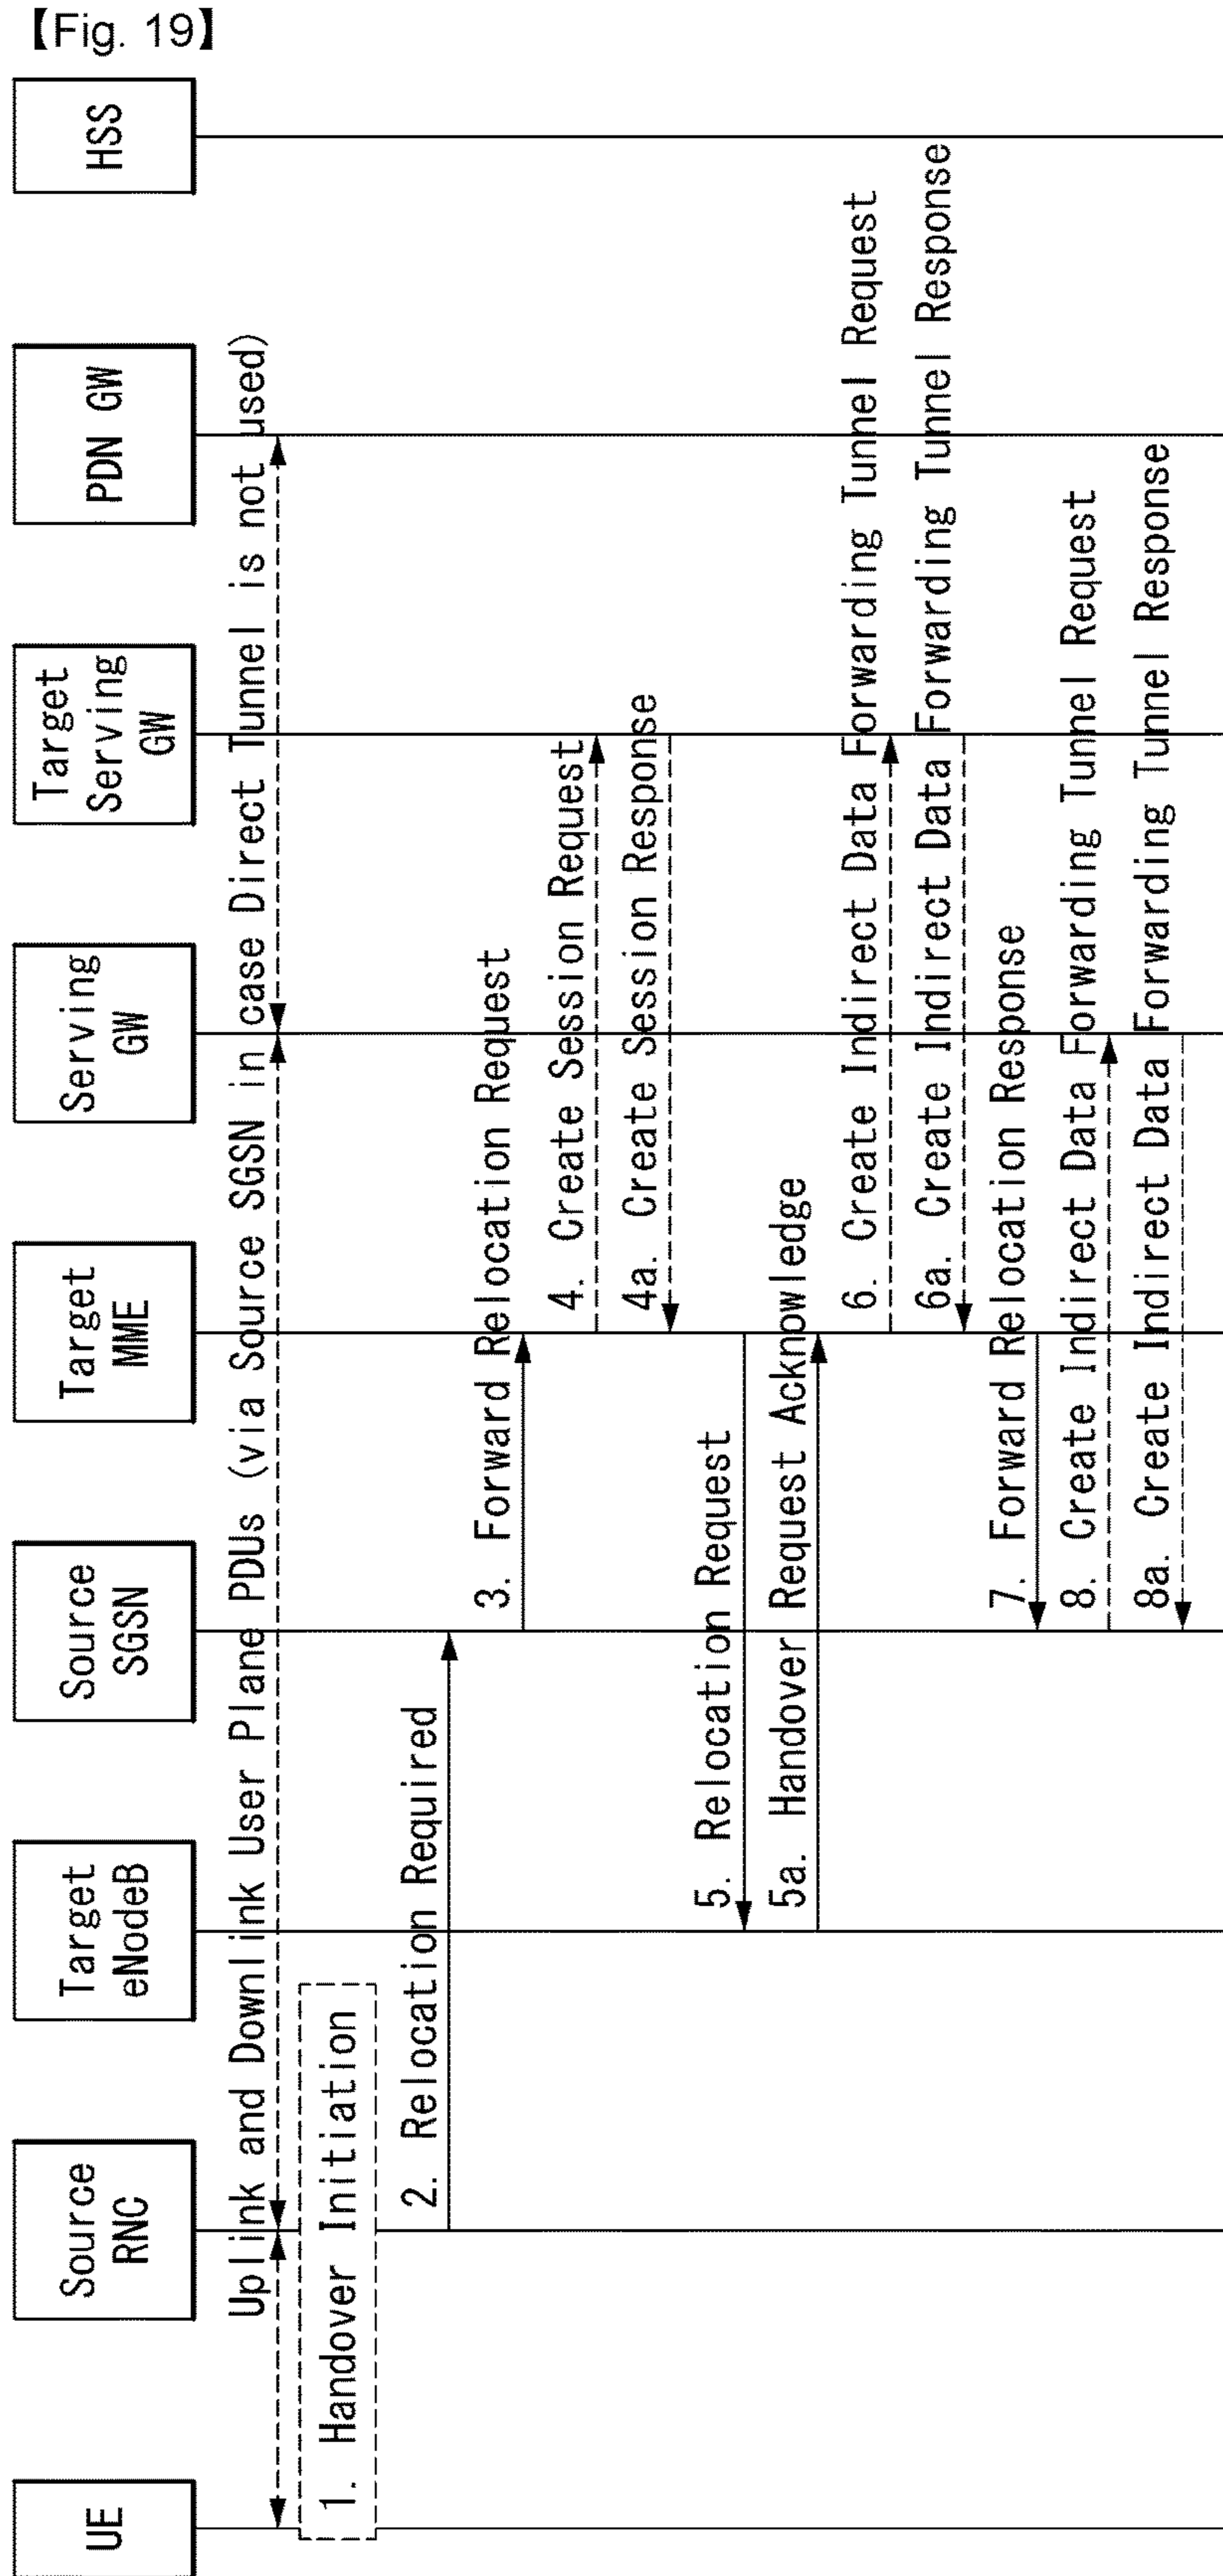 【Fig. 19】
UE
Source
RNC
Target
eNodeB
Source
SGSN
Target
MME
Serving
GW
Target
Serving
GW
PDN GW
HSS
Uplink and Downlink User Plane PDUs (via Source SGSN in case Direct Tunnel is not used)
1. Handover Initiation
2. Relocation Required
3. Forward Relocation Request
4. Create Session Request
4a. Create Session Response
5. Relocation Request
5a. Handover Request Acknowledge
6. Create Indirect Data Forwarding Tunnel Request
6a. Create Indirect Data Forwarding Tunnel Response
7. Forward Relocation Response
8. Create Indirect Data Forwarding Tunnel Request
8a. Create Indirect Data Forwarding Tunnel Response